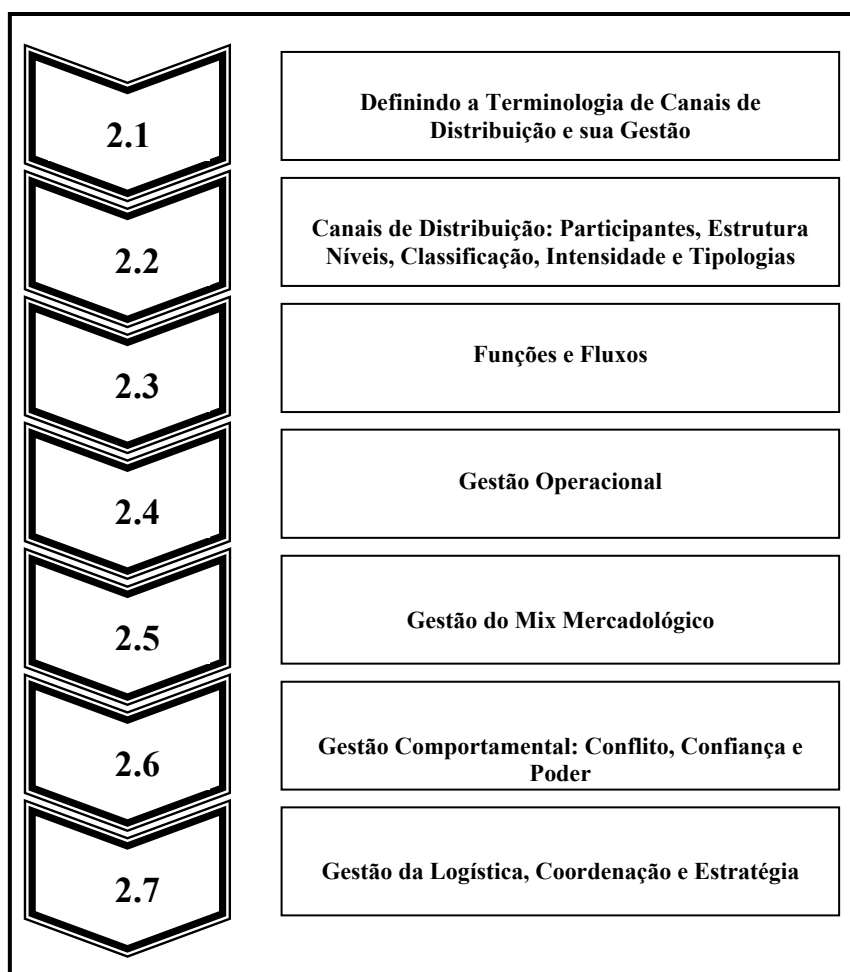 2.1
Definindo a Terminologia de Canais de
Distribuição e sua Gestão
2.2
Canais de Distribuição: Participantes, Estrutura
Níveis, Classificação, Intensidade e Tipologias
2.3
Funções e Fluxos
2.4
Gestão Operacional
2.5
Gestão do Mix Mercadológico
2.6
Gestão Comportamental: Conflito, Confiança e
Poder
2.7
Gestão da Logística, Coordenação e Estratégia